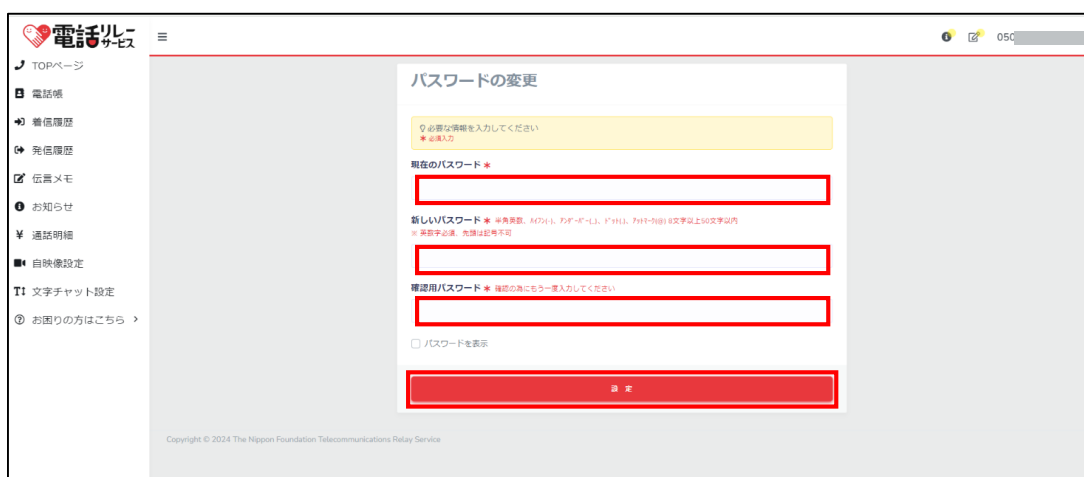 電話リレーサービス
050
TOPページ
電話帳
着信履歴
発信履歴
伝言メモ
お知らせ
¥ 通話明細
自映像設定
文字チャット設定
お困りの方はこちら >
パスワードの変更
必要な情報を入力してください
* 必須入力
現在のパスワード *
新しいパスワード * 半角英数、ﾊｲﾌﾝ(-)、ｱﾝﾀﾞｰﾊﾞｰ(_)、ﾄﾞｯﾄ(.)、ｱｯﾄﾏｰｸ(@) 8文字以上50文字以内
※ 英数字必須、先頭は記号不可
確認用パスワード * 確認の為にもう一度入力してください
パスワードを表示
設 定
Copyright © 2024 The Nippon Foundation Telecommunications Relay Service